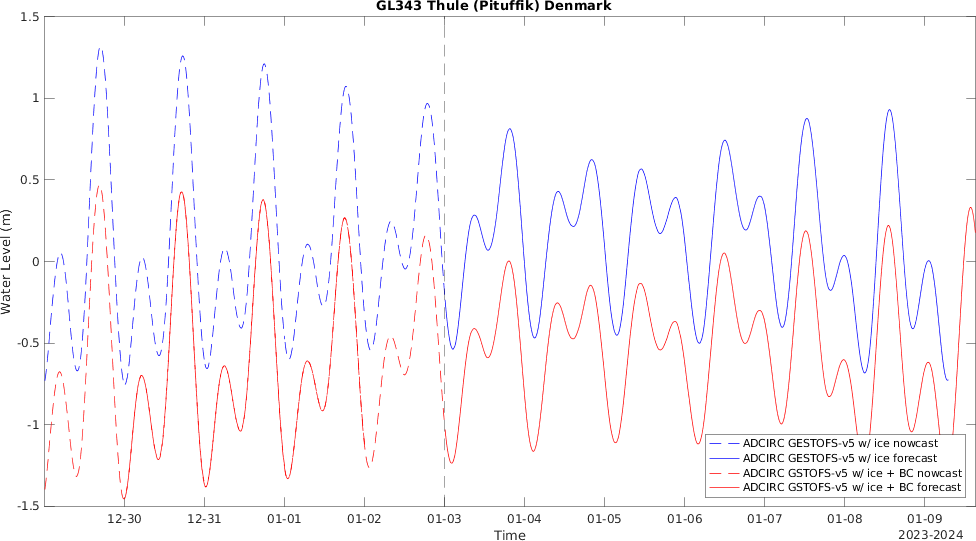 GL343 Thule (Pituffik) Denmark
1.5
1
0.5
0
-0.5
-1
-1.5
Water Level (m)
ADCIRC GESTOFS-v5 w/ ice nowcast
ADCIRC GESTOFS-v5 w/ ice forecast
ADCIRC GSTOFS-v5 w/ ice + BC nowcast
ADCIRC GSTOFS-v5 w/ ice + BC forecast
12-30 12-31 01-01 01-02 01-03 01-04 01-05 01-06 01-07 01-08 01-09
Time
2023-2024